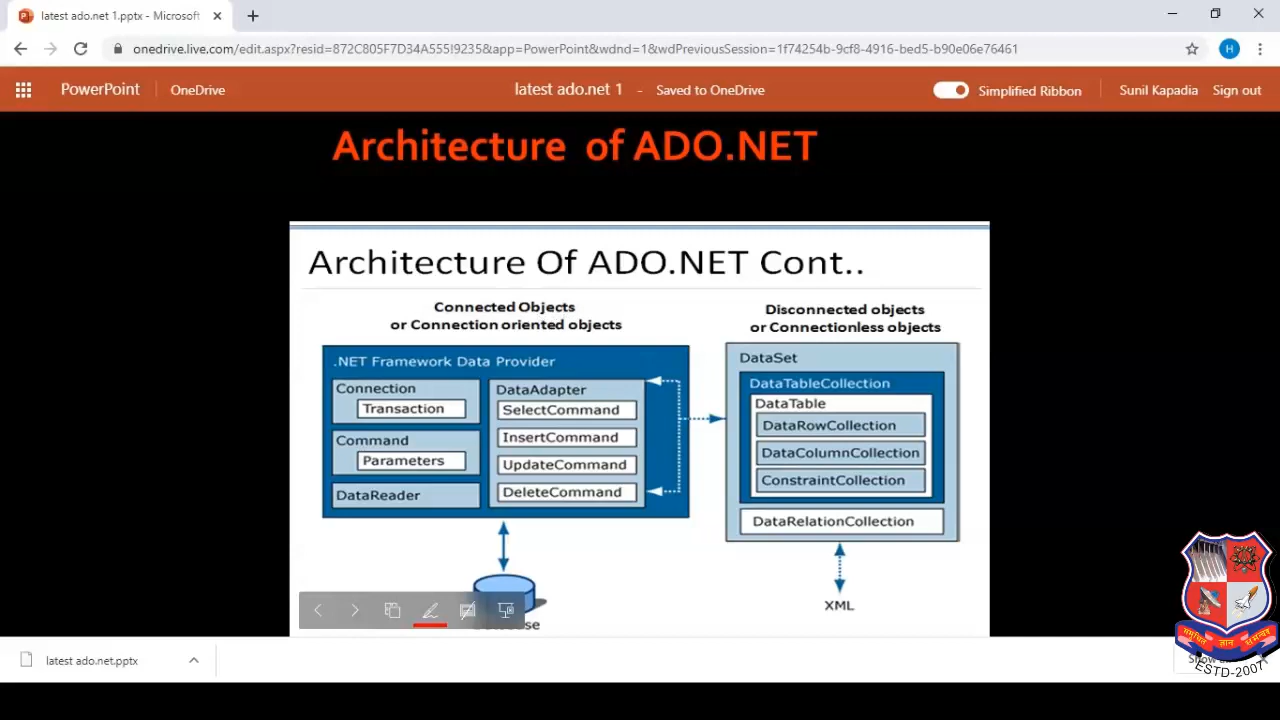 latest ado.net 1.pptx - Microsoft
onedrive.live.com/edit.aspx?resid=872C805F7D34A555!9235&app=PowerPoint&wdnd=1&wdPreviousSession=1f74254b-9cf8-4916-bed5-b90e06e76461
H
PowerPoint
OneDrive
latest ado.net 1 - Saved to OneDrive
Simplified Ribbon
Sunil Kapadia
Sign out
Architecture of ADO.NET
Architecture Of ADO.NET Cont..
Connected Objects
or Connection oriented objects
Disconnected objects
or Connectionless objects
.NET Framework Data Provider
Connection
Transaction
Command
Parameters
DataReader
DataAdapter
SelectCommand
InsertCommand
UpdateCommand
DeleteCommand
DataSet
DataTableCollection
DataTable
DataRowCollection
DataColumnCollection
ConstraintCollection
DataRelationCollection
XML
latest ado.net.pptx
ESTD-2007